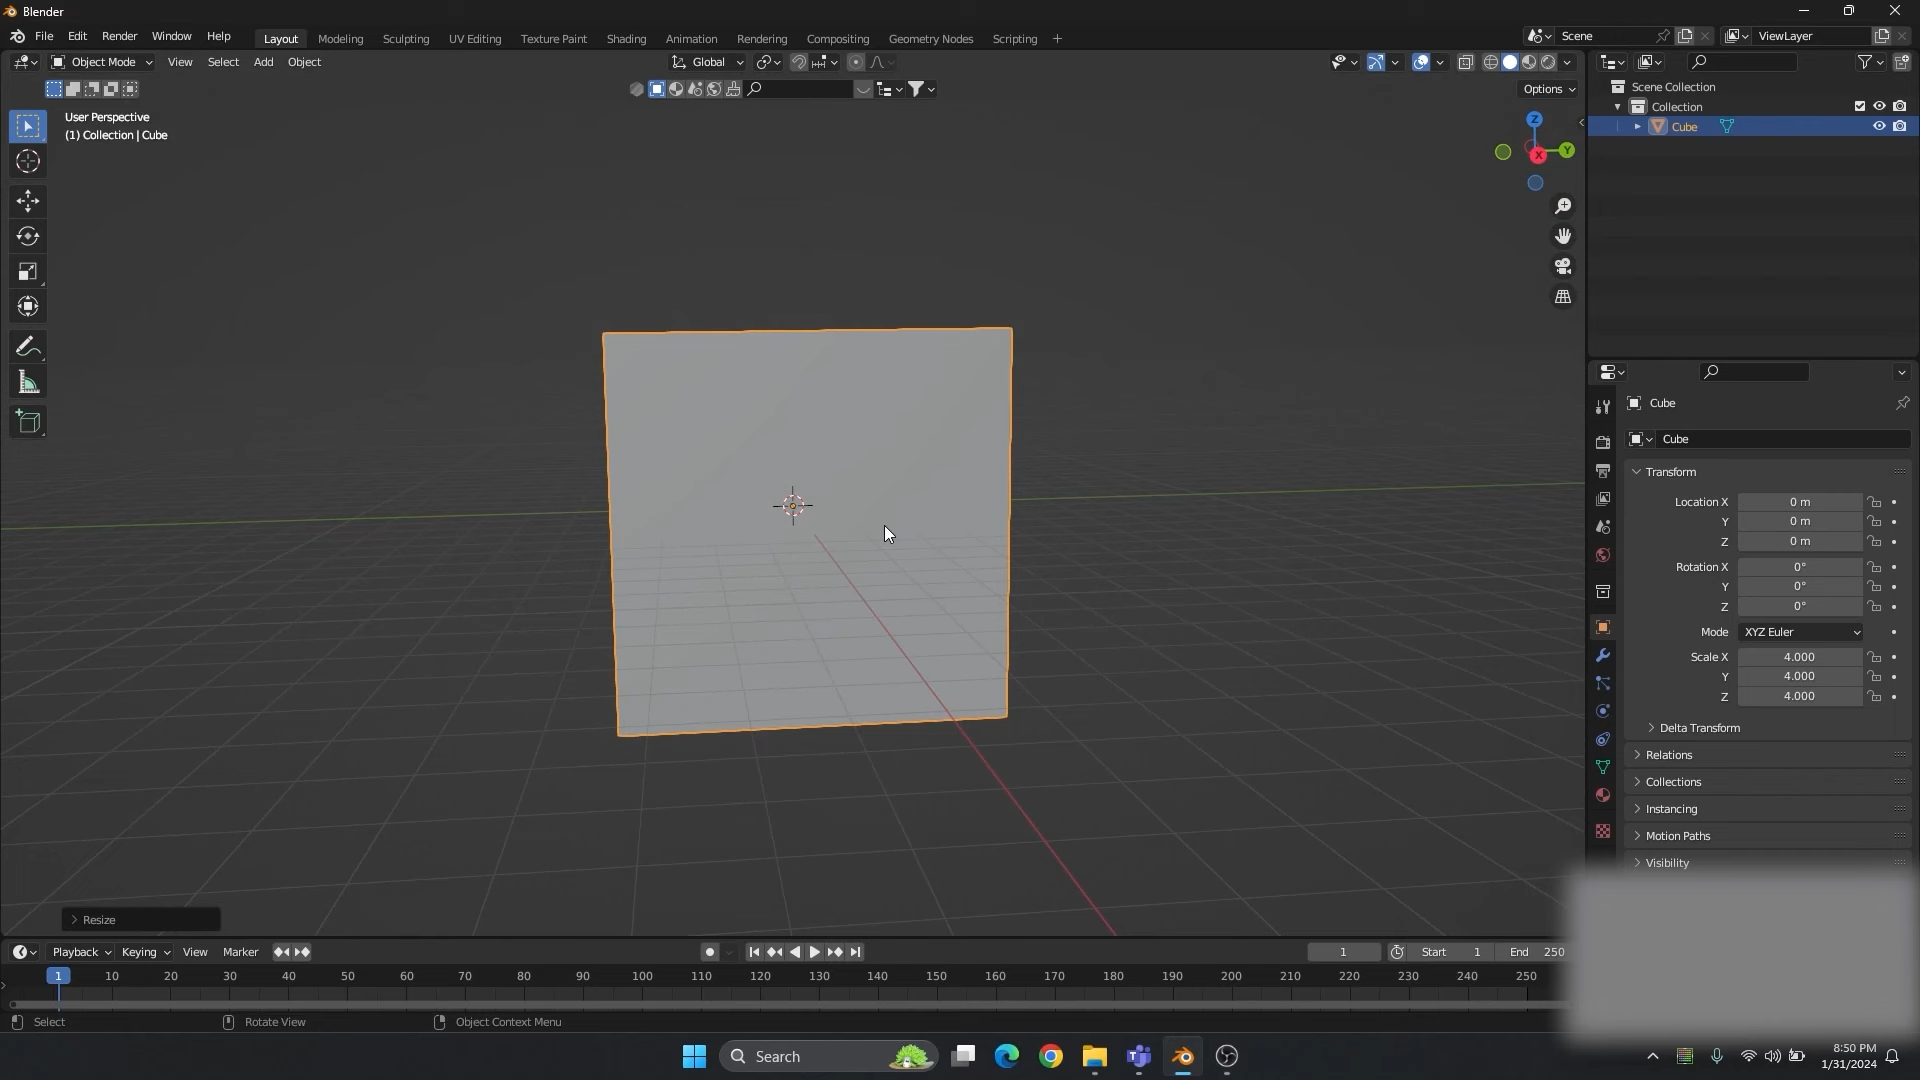 Blender
File Edit Render Window Help
Layout Modeling Sculpting UV Editing Texture Paint Shading Animation Rendering Compositing Geometry Nodes Scripting +
Scene
ViewLayer
Object Mode View Select Add Object
Global
Options
User Perspective
(1) Collection | Cube
Z
Y
X
Scene Collection
Collection
Cube
Cube
Cube
Transform
Location X 0 m
Y 0 m
Z 0 m
Rotation X 0°
Y 0°
Z 0°
Mode XYZ Euler
Scale X 4.000
Y 4.000
Z 4.000
Delta Transform
Relations
Collections
Instancing
Motion Paths
Visibility
Resize
Playback Keying View Marker
1 Start 1 End 250
1 10 20 30 40 50 60 70 80 90 100 110 120 130 140 150 160 170 180 190 200 210 220 230 240 250
Select Rotate View Object Context Menu
Search
8:50 PM
1/31/2024